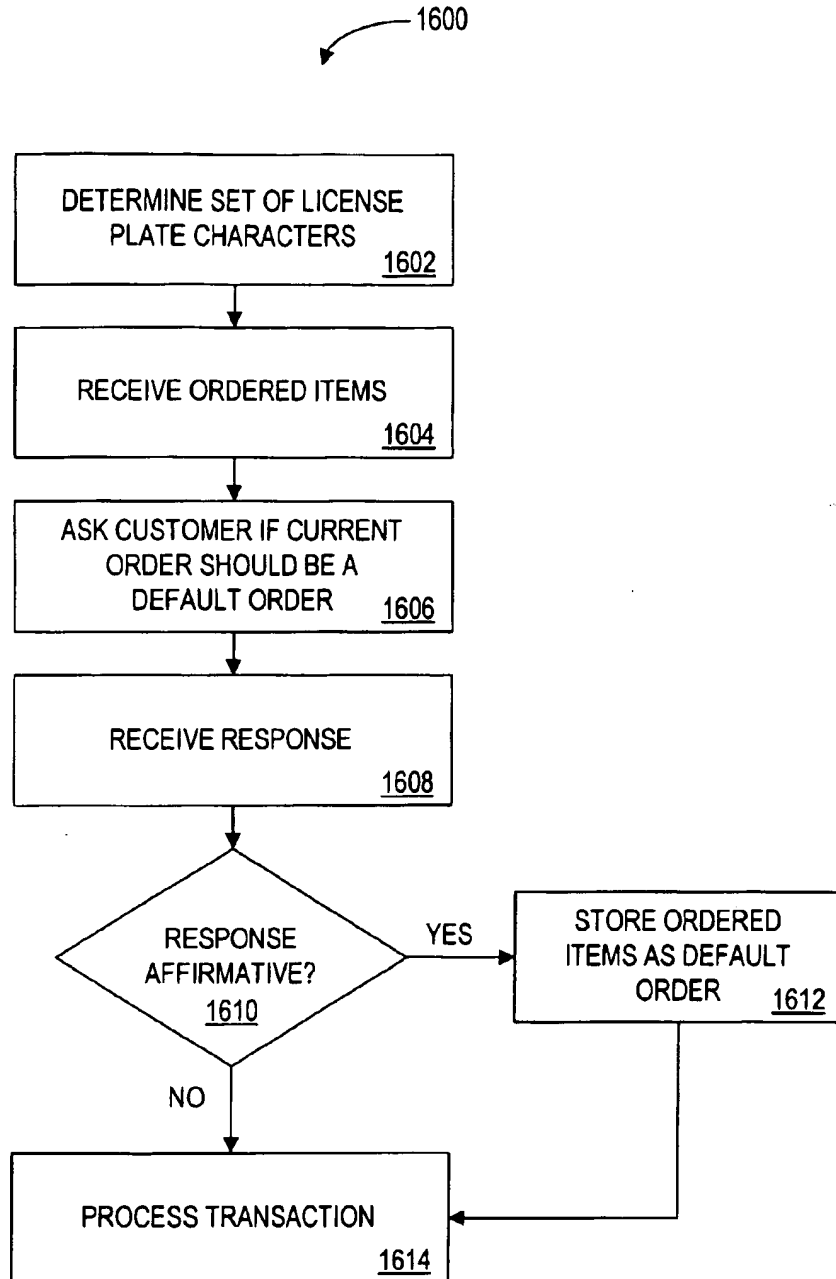 1600
DETERMINE SET OF LICENSE
PLATE CHARACTERS
1602
RECEIVE ORDERED ITEMS
1604
ASK CUSTOMER IF CURRENT
ORDER SHOULD BE A
DEFAULT ORDER
1606
RECEIVE RESPONSE
1608
RESPONSE
AFFIRMATIVE?
1610
YES
STORE ORDERED
ITEMS AS DEFAULT
ORDER
1612
NO
PROCESS TRANSACTION
1614